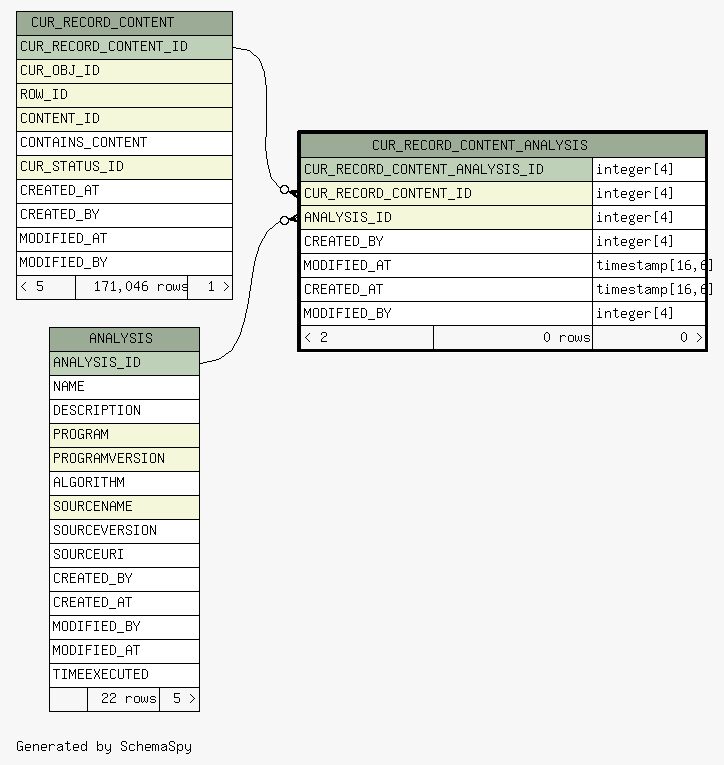 CUR_RECORD_CONTENT
CUR_RECORD_CONTENT_ID
CUR_OBJ_ID
ROW_ID
CONTENT_ID
CONTAINS_CONTENT
CUR_STATUS_ID
CREATED_AT
CREATED_BY
MODIFIED_AT
MODIFIED_BY
< 5 171,046 rows 1 >
CUR_RECORD_CONTENT_ANALYSIS
CUR_RECORD_CONTENT_ANALYSIS_ID integer[4]
CUR_RECORD_CONTENT_ID integer[4]
ANALYSIS_ID integer[4]
CREATED_BY integer[4]
MODIFIED_AT timestamp[16,6]
CREATED_AT timestamp[16,6]
MODIFIED_BY integer[4]
< 2 0 rows 0 >
ANALYSIS
ANALYSIS_ID
NAME
DESCRIPTION
PROGRAM
PROGRAMVERSION
ALGORITHM
SOURCENAME
SOURCEVERSION
SOURCEURI
CREATED_BY
CREATED_AT
MODIFIED_BY
MODIFIED_AT
TIMEEXECUTED
22 rows 5 >
Generated by SchemaSpy